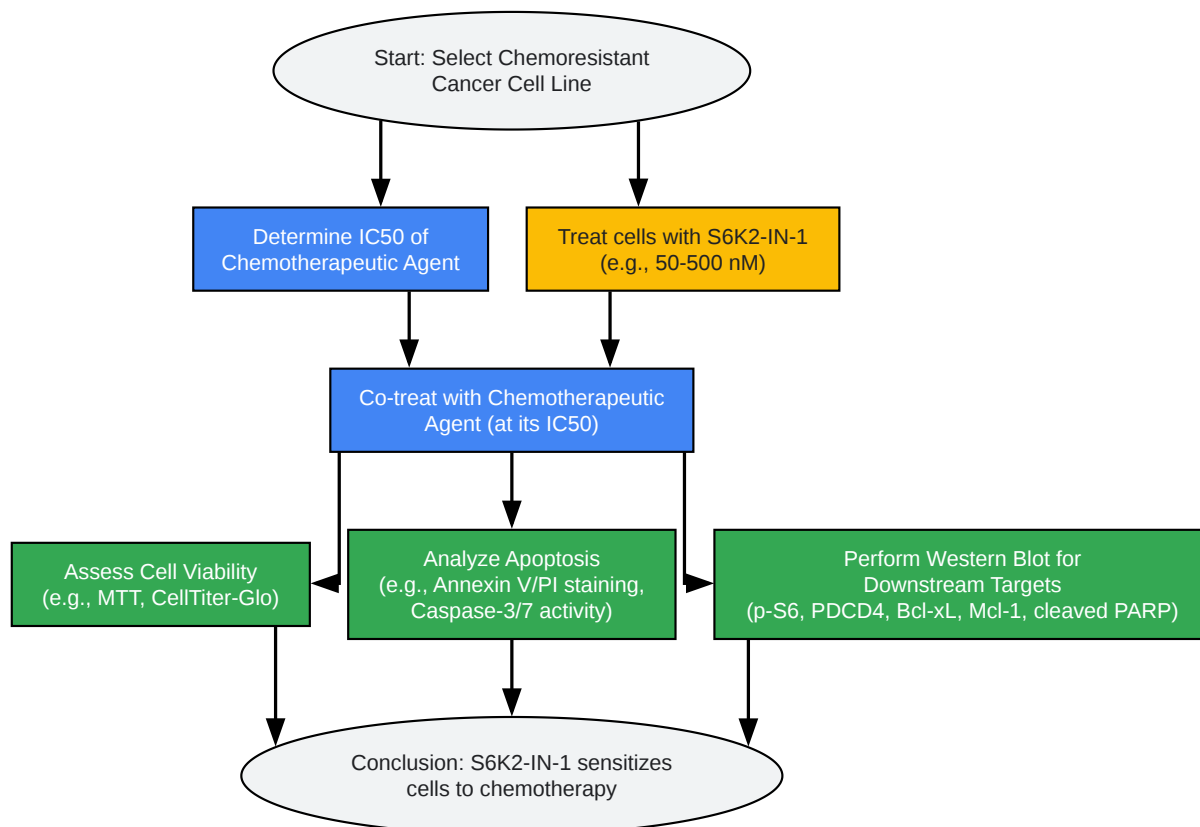 Start: Select Chemoresistant
Cancer Cell Line
Determine IC50 of
Chemotherapeutic Agent
Treat cells with S6K2-IN-1
(e.g., 50-500 nM)
Co-treat with Chemotherapeutic
Agent (at its IC50)
Assess Cell Viability
(e.g., MTT, CellTiter-Glo)
Analyze Apoptosis
(e.g., Annexin V/PI staining,
Caspase-3/7 activity)
Perform Western Blot for
Downstream Targets
(p-S6, PDCD4, Bcl-xL, Mcl-1, cleaved PARP)
Conclusion: S6K2-IN-1 sensitizes
cells to chemotherapy